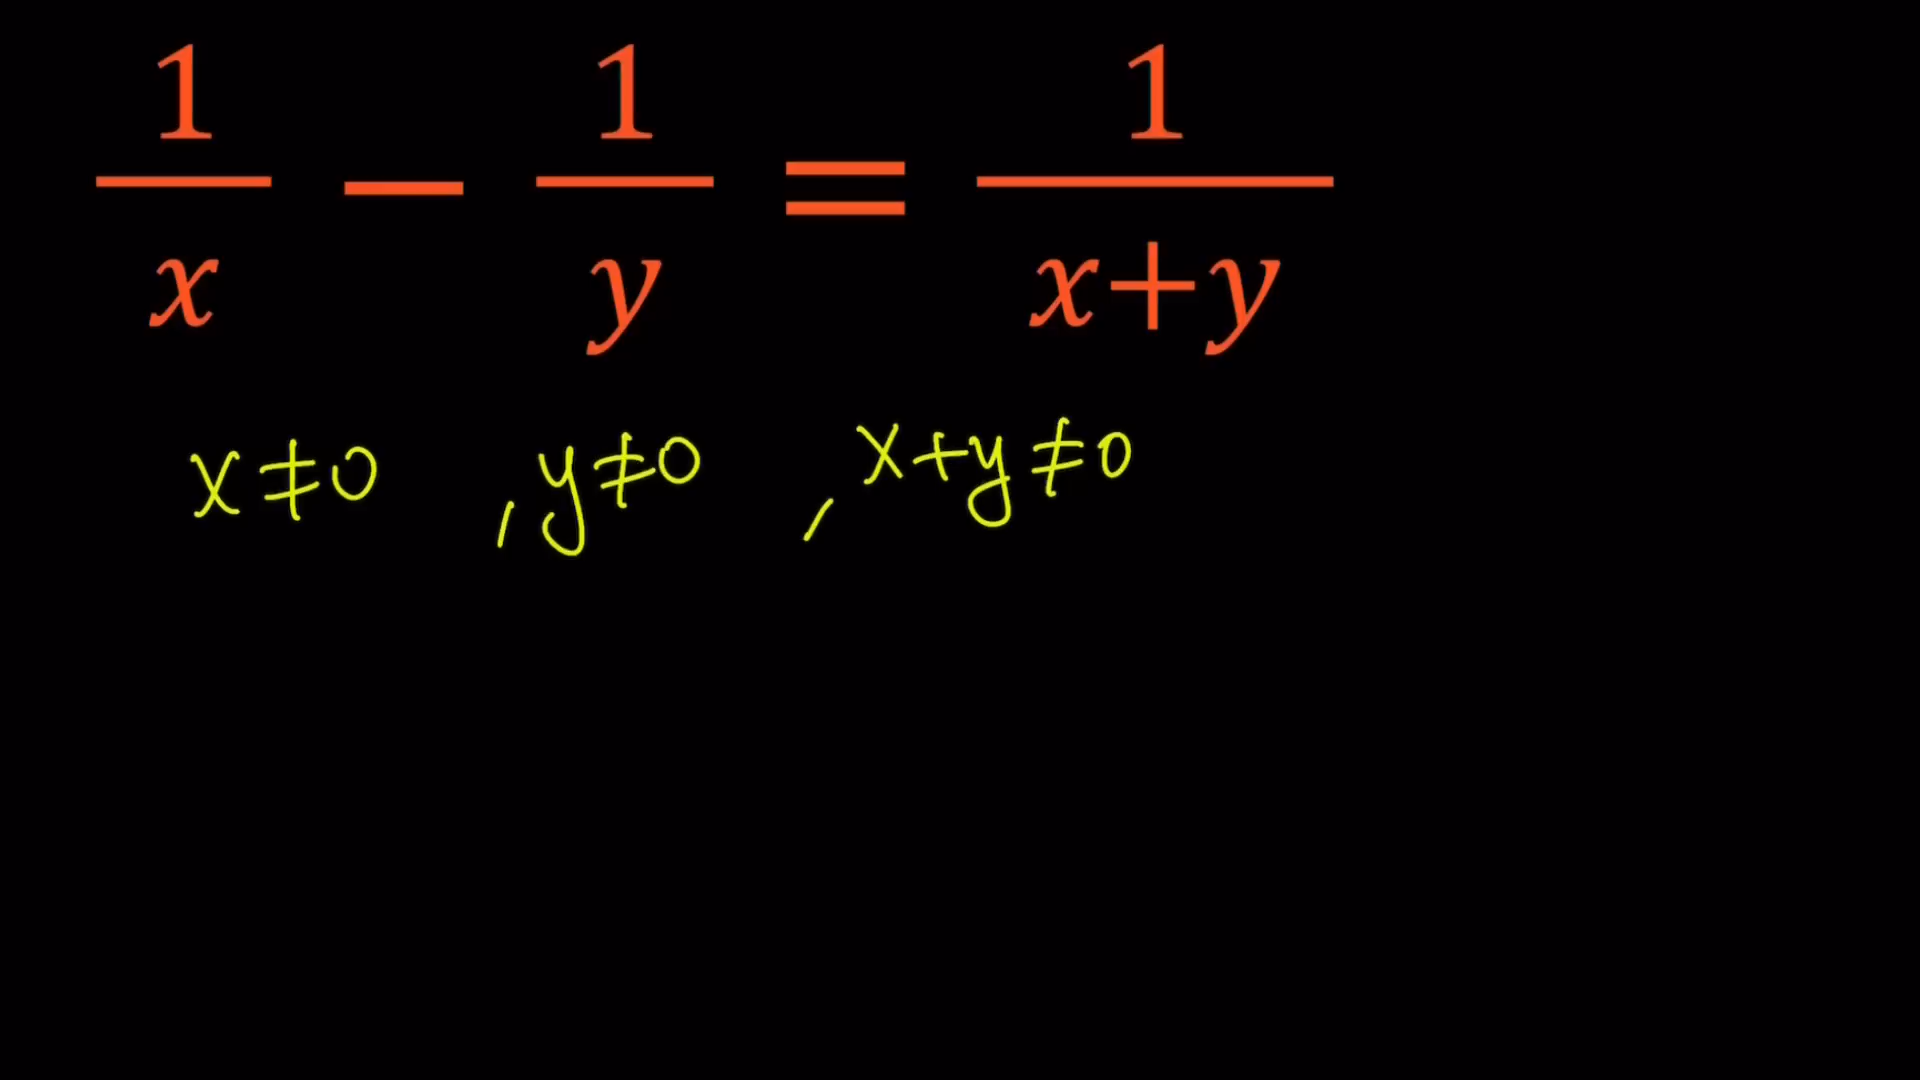 1/x − 1/y = 1/(x+y)
x≠0 , y≠0 , x+y≠0